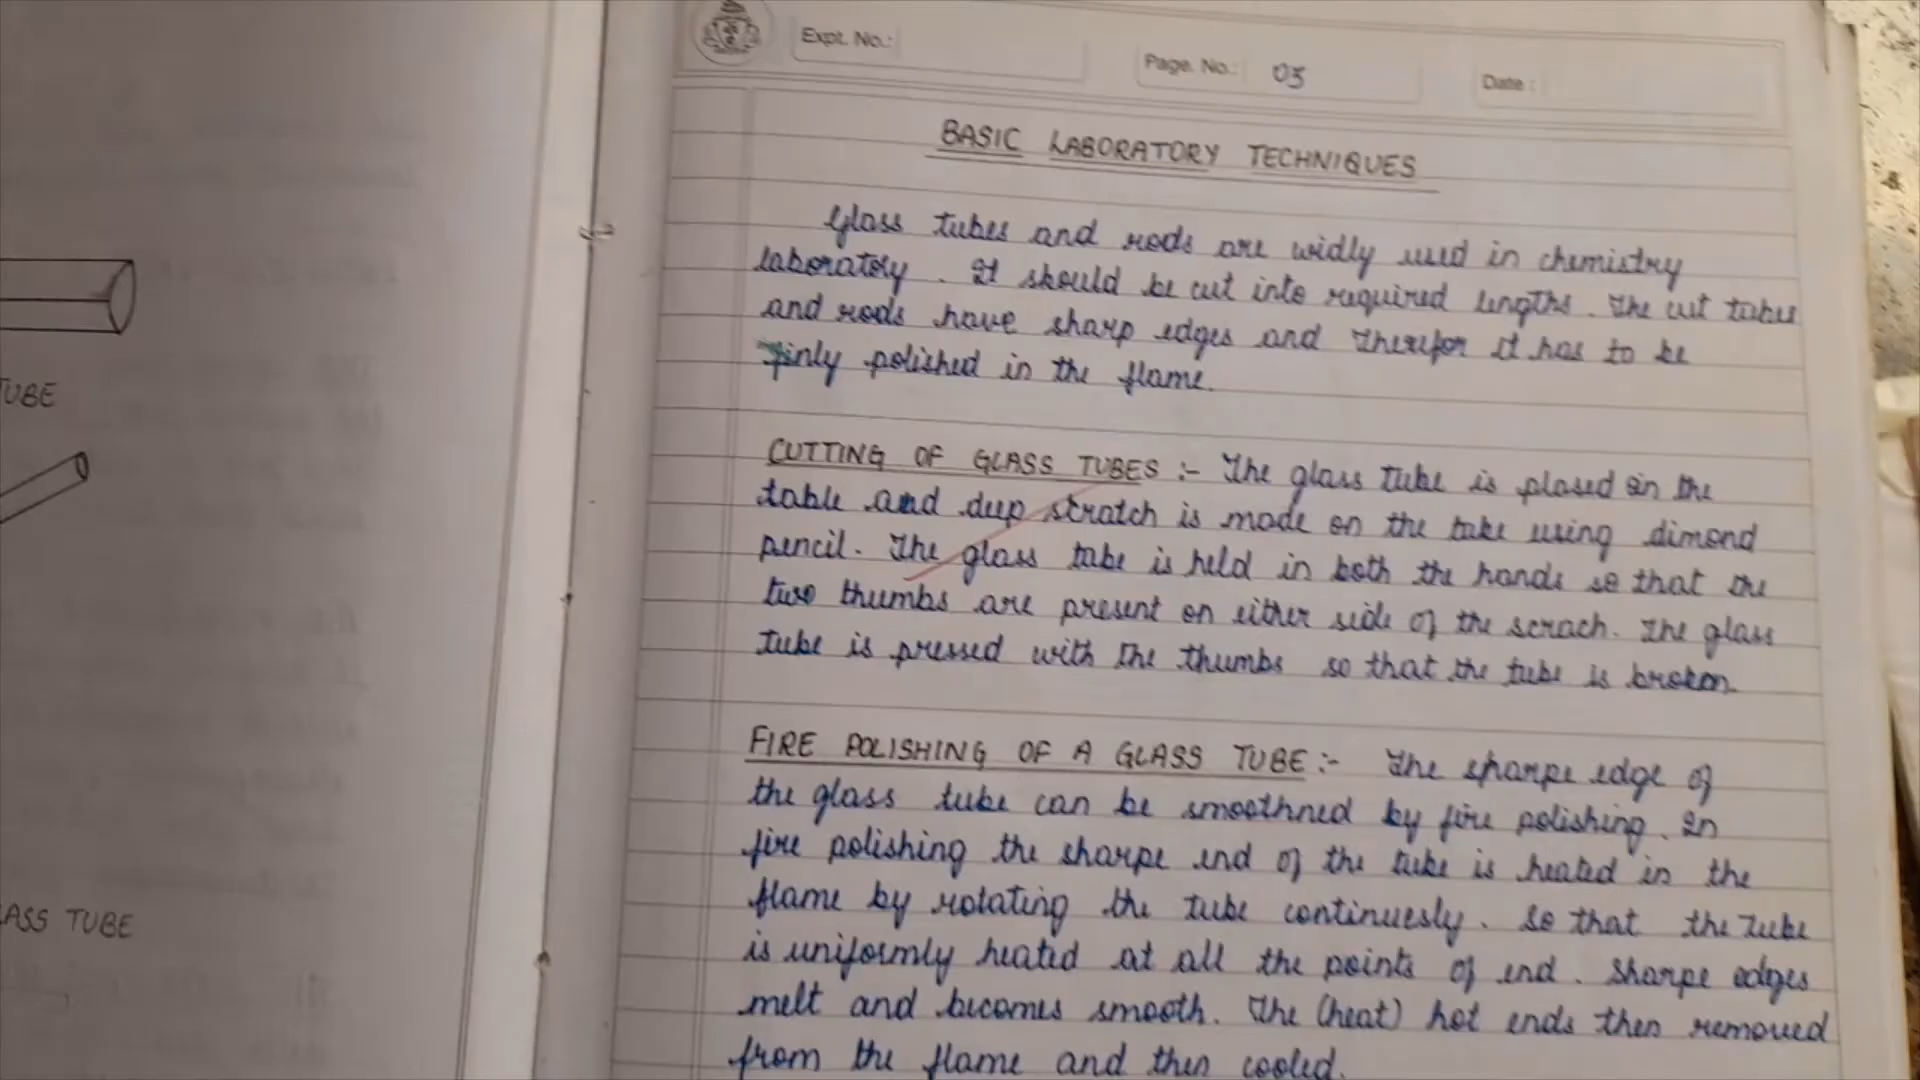 Expt. No.:
Page. No.: 03
Date :
BASIC LABORATORY TECHNIQUES
Glass tubes and rods are widly used in chemistry
laboratory. It should be cut into required lengths. The cut tubes
and rods have sharp edges and therefor it has to be
finly polished in the flame.
CUTTING OF GLASS TUBES :- The glass tube is plased in the
table and deep scratch is made on the tube using dimond
pencil. The glass tube is held in both the hands so that the
two thumbs are present on either side of the scrach. The glass
tube is pressed with the thumbs so that the tube is broken.
FIRE POLISHING OF A GLASS TUBE :- The sharpe edge of
the glass tube can be smoothned by fire polishing. In
fire polishing the sharpe end of the tube is heated in the
flame by rotating the tube continuesly. So that the tube
is uniformly heated at all the points of end. Sharpe edges
melt and becomes smooth. The (heat) hot ends then removed
from the flame and then cooled.
TUBE
ASS TUBE